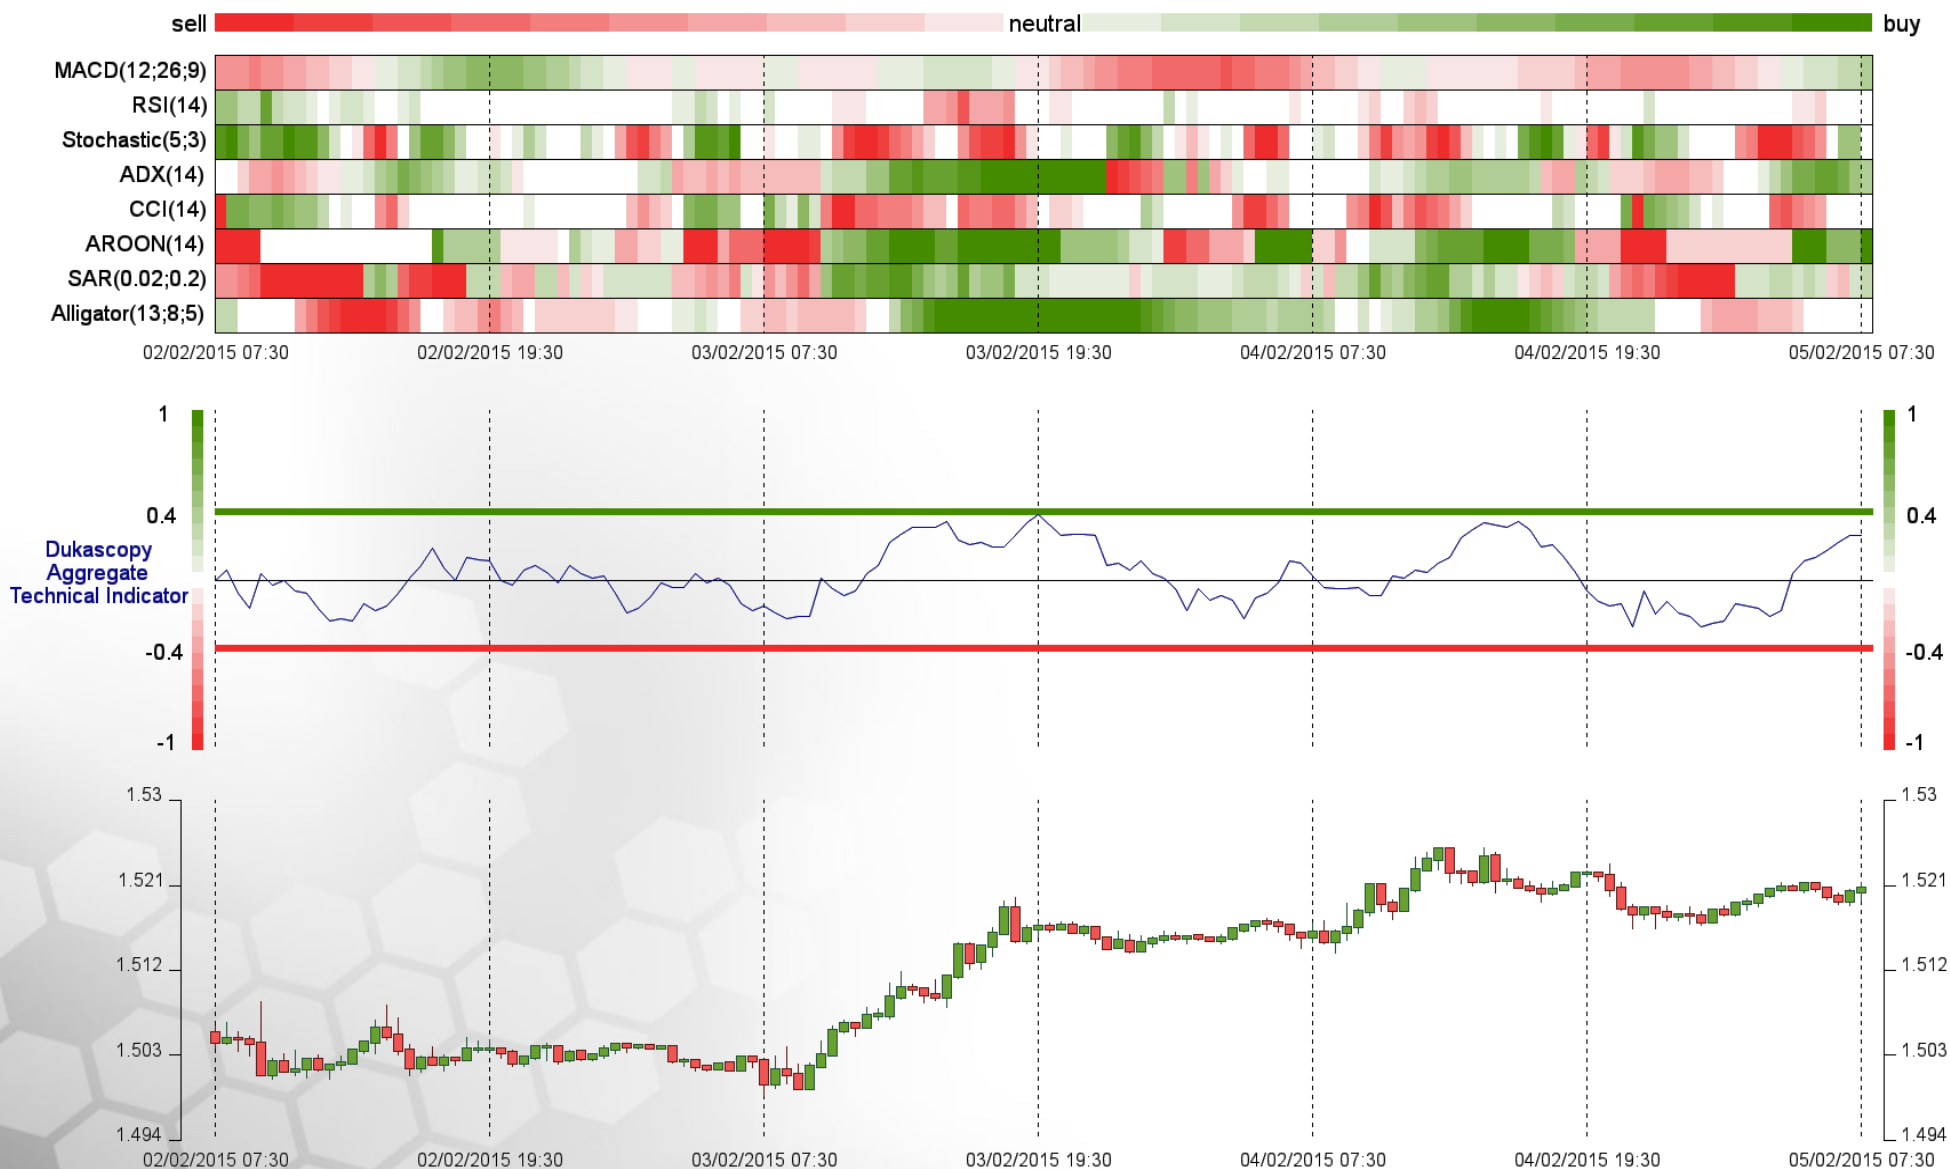 sell neutral buy
MACD(12;26;9)
RSI(14)
Stochastic(5;3)
ADX(14)
CCI(14)
AROON(14)
SAR(0.02;0.2)
Alligator(13;8;5)
02/02/2015 07:30 02/02/2015 19:30 03/02/2015 07:30 03/02/2015 19:30 04/02/2015 07:30 04/02/2015 19:30 05/02/2015 07:30
1 1
0.4 0.4
Dukascopy
Aggregate
Technical Indicator
-0.4 -0.4
-1 -1
1.53 1.53
1.521 1.521
1.512 1.512
1.503 1.503
1.494 1.494
02/02/2015 07:30 02/02/2015 19:30 03/02/2015 07:30 03/02/2015 19:30 04/02/2015 07:30 04/02/2015 19:30 05/02/2015 07:30